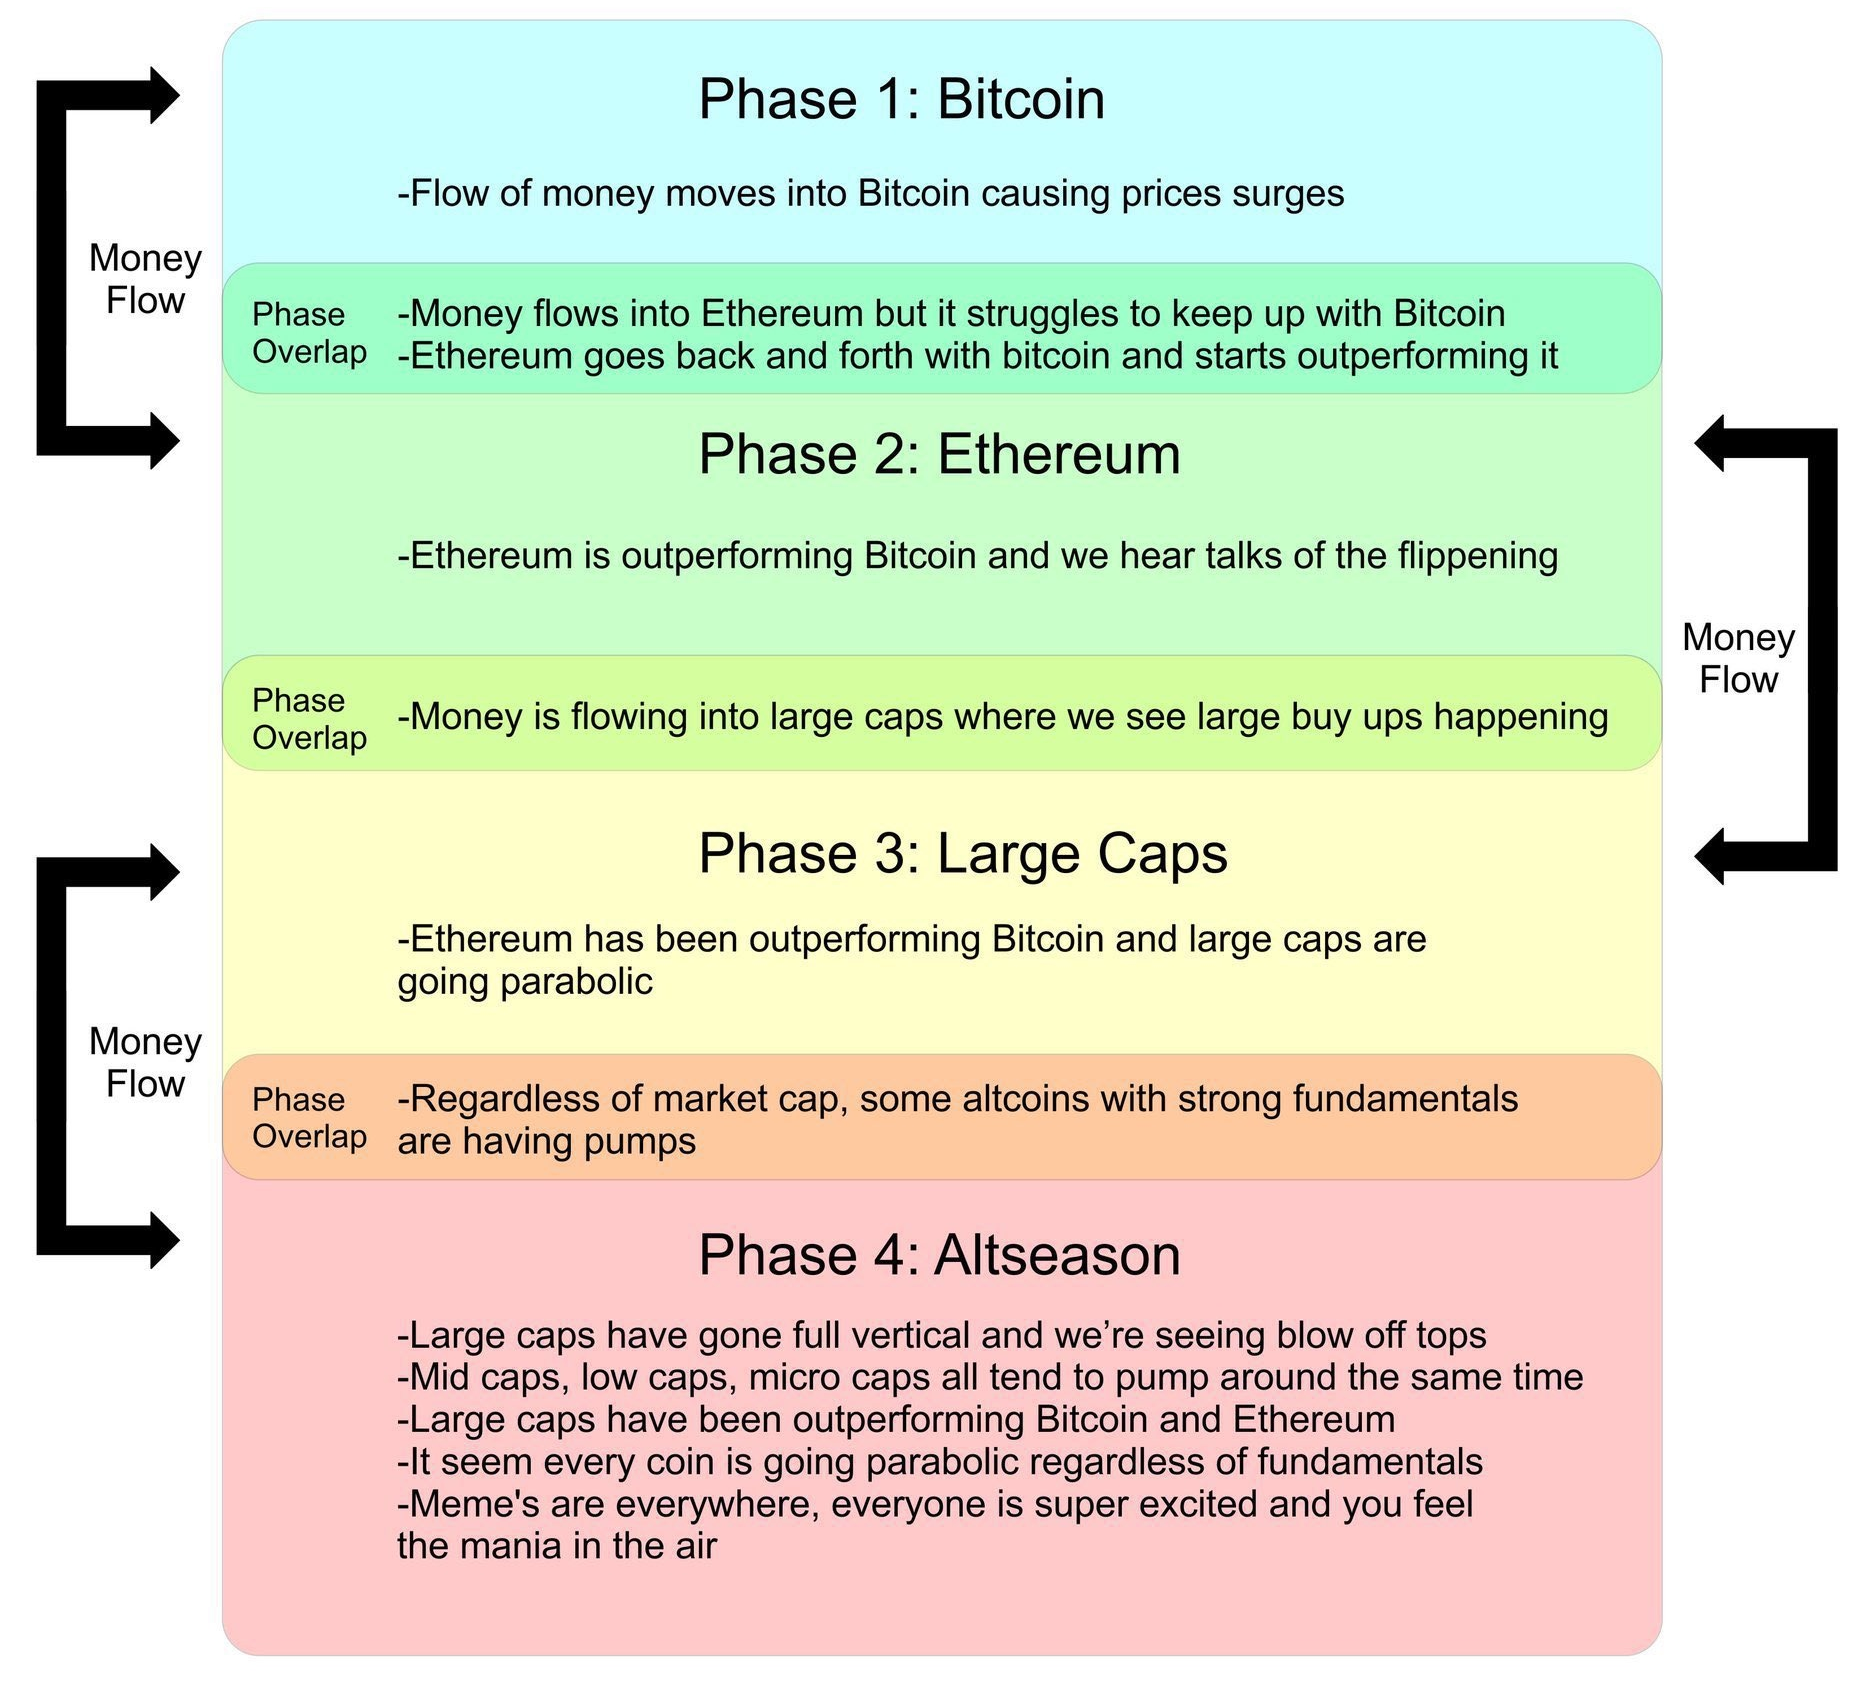 Phase 1: Bitcoin
-Flow of money moves into Bitcoin causing prices surges
Money
Flow
Phase
Overlap
-Money flows into Ethereum but it struggles to keep up with Bitcoin
-Ethereum goes back and forth with bitcoin and starts outperforming it
Phase 2: Ethereum
-Ethereum is outperforming Bitcoin and we hear talks of the flippening
Money
Flow
Phase
Overlap
-Money is flowing into large caps where we see large buy ups happening
Phase 3: Large Caps
-Ethereum has been outperforming Bitcoin and large caps are
going parabolic
Money
Flow
Phase
Overlap
-Regardless of market cap, some altcoins with strong fundamentals
are having pumps
Phase 4: Altseason
-Large caps have gone full vertical and we’re seeing blow off tops
-Mid caps, low caps, micro caps all tend to pump around the same time
-Large caps have been outperforming Bitcoin and Ethereum
-It seem every coin is going parabolic regardless of fundamentals
-Meme's are everywhere, everyone is super excited and you feel
the mania in the air